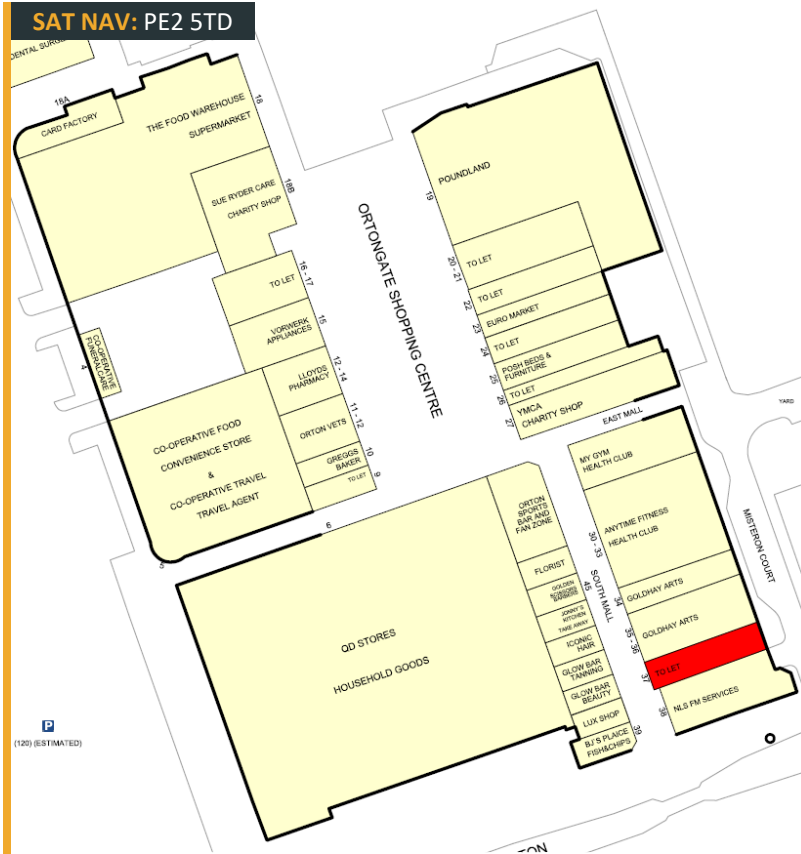 SAT NAV: PE2 5TD
18A
CARD FACTORY
THE FOOD WAREHOUSE
SUPERMARKET
18
SUE RYDER CARE
CHARITY SHOP
18B
TO LET
16 - 17
VORWERK
APPLIANCES
15
LLOYDS
PHARMACY
12 - 14
ORTON VETS
11 - 12
GREGGS
BAKER
10
TO LET
9
CO-OPERATIVE
FUNERALCARE
4
CO-OPERATIVE FOOD
CONVENIENCE STORE
&
CO-OPERATIVE TRAVEL
TRAVEL AGENT
5
6
ORTONGATE SHOPPING CENTRE
POUNDLAND
19
TO LET
20 - 21
TO LET
22
EURO MARKET
23
TO LET
24
POSH BEDS &
FURNITURE
25
TO LET
26
YMCA
CHARITY SHOP
27
EAST MALL
YARD
MISTERON COURT
MY GYM
HEALTH CLUB
ANYTIME FITNESS
HEALTH CLUB
30 - 33
GOLDHAY ARTS
34
GOLDHAY ARTS
35 - 36
TO LET
37
NLS FM SERVICES
38
SOUTH MALL
ORTON
SPORTS
BAR AND
FAN ZONE
FLORIST
GOLDEN
SCISSORS
BARBERS
45
JONNY'S
KITCHEN
TAKE AWAY
ICONIC
HAIR
GLOW BAR
TANNING
GLOW BAR
BEAUTY
LUX SHOP
BJ'S PLAICE
FISH&CHIPS
39
QD STORES
HOUSEHOLD GOODS
P
(120) (ESTIMATED)